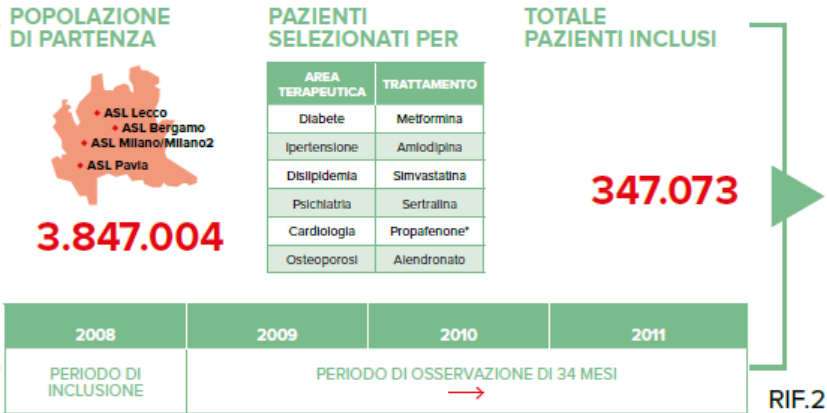 POPOLAZIONE
DI PARTENZA
ASL Lecco
ASL Bergamo
ASL Milano/Milano2
ASL Pavia
3.847.004
PAZIENTI
SELEZIONATI PER
AREA
TERAPEUTICA
TRATTAMENTO
Diabete Metformina
Ipertensione Amlodipina
Dislipidemia Simvastatina
Psichiatria Sertralina
Cardiologia Propafenone*
Osteoporosi Alendronato
TOTALE
PAZIENTI INCLUSI
347.073
2008 2009 2010 2011
PERIODO DI
INCLUSIONE
PERIODO DI OSSERVAZIONE DI 34 MESI
RIF.2